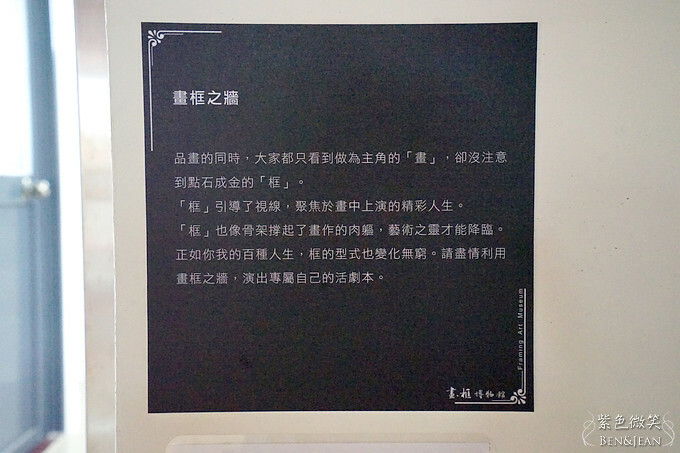 畫框之牆
品畫的同時，大家都只看到做為主角的「畫」，卻沒注意
到點石成金的「框」。
「框」引導了視線，聚焦於畫中上演的精彩人生。
「框」也像骨架撐起了畫作的肉軀，藝術之靈才能降臨。
正如你我的百種人生，框的型式也變化無窮。請盡情利用
畫框之牆，演出專屬自己的活劇本。
Framing Art Museum
畫框博物館
紫色微笑
BEN&JEAN